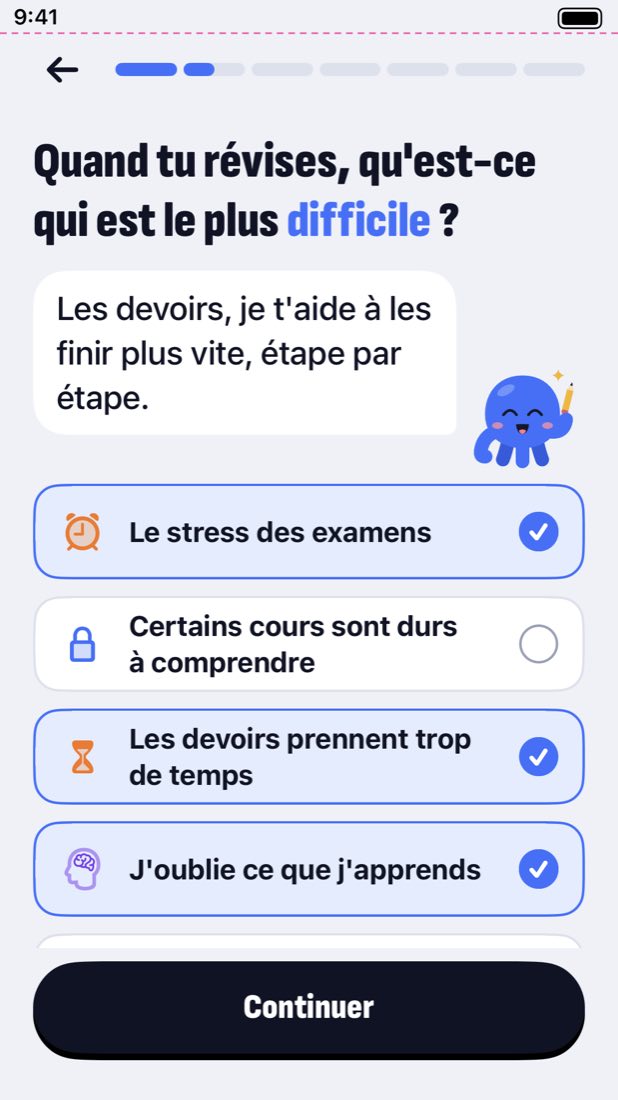 9:41
Quand tu révises, qu'est-ce
qui est le plus difficile ?
Les devoirs, je t'aide à les
finir plus vite, étape par
étape.
Le stress des examens
Certains cours sont durs
à comprendre
Les devoirs prennent trop
de temps
J'oublie ce que j'apprends
Continuer